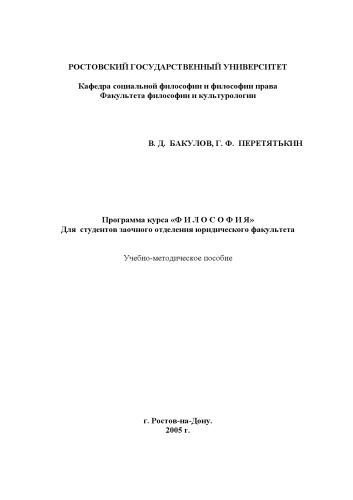 РОСТОВСКИЙ ГОСУДАРСТВЕННЫЙ УНИВЕРСИТЕТ
Кафедра социальной философии и философии права
Факультета философии и культурологии
В. Д. БАКУЛОВ, Г. Ф. ПЕРЕТЯТЬКИН
Программа курса «Ф И Л О С О Ф И Я»
Для студентов заочного отделения юридического факультета
Учебно-методическое пособие
г. Ростов-на-Дону.
2005 г.